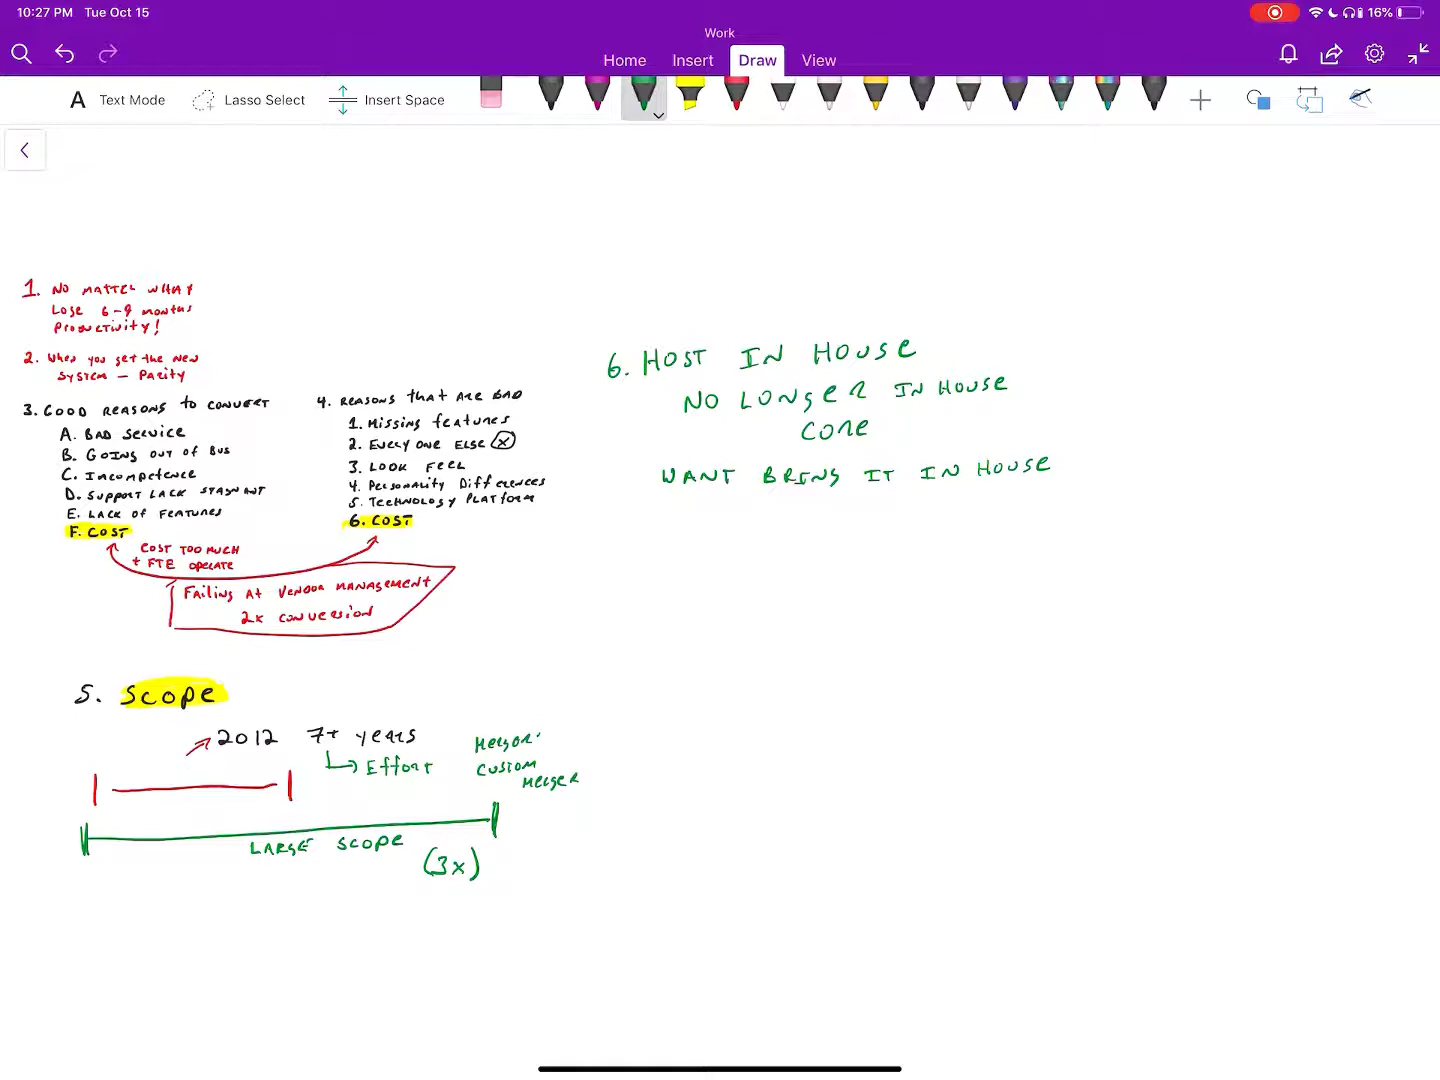 10:27 PM Tue Oct 15
16%
Work
Home Insert Draw View
A Text Mode Lasso Select Insert Space
1. NO MATTER WHAT
LOSE 6-9 MONTHS
PRODUCTIVITY!
2. When you get the new
SYSTEM - PARITY
3. GOOD REASONS to CONVERT
A. BAD SERVICE
B. GOING OUT OF BUS
C. INCOMPETENCE
D. SUPPORT LACK STAGNANT
E. LACK OF FEATURES
F. COST
4. REASONS that ARE BAD
1. MISSING features
2. EVERY ONE ELSE X
3. LOOK FEEL
4. PERSONALITY DIFFERENCES
5. TECHNOLOGY PLATFORM
6. COST
COST TOO MUCH
+ FTE OPERATE
FAILING AT VENDOR MANAGEMENT
2x CONVERSION
5. SCOPE
2012 7+ years
Effort
MERGER
CUSTOM
MERGER
LARGE SCOPE
(3x)
6. HOST IN HOUSE
NO LONGER IN HOUSE
CORE
WANT BRING IT IN HOUSE